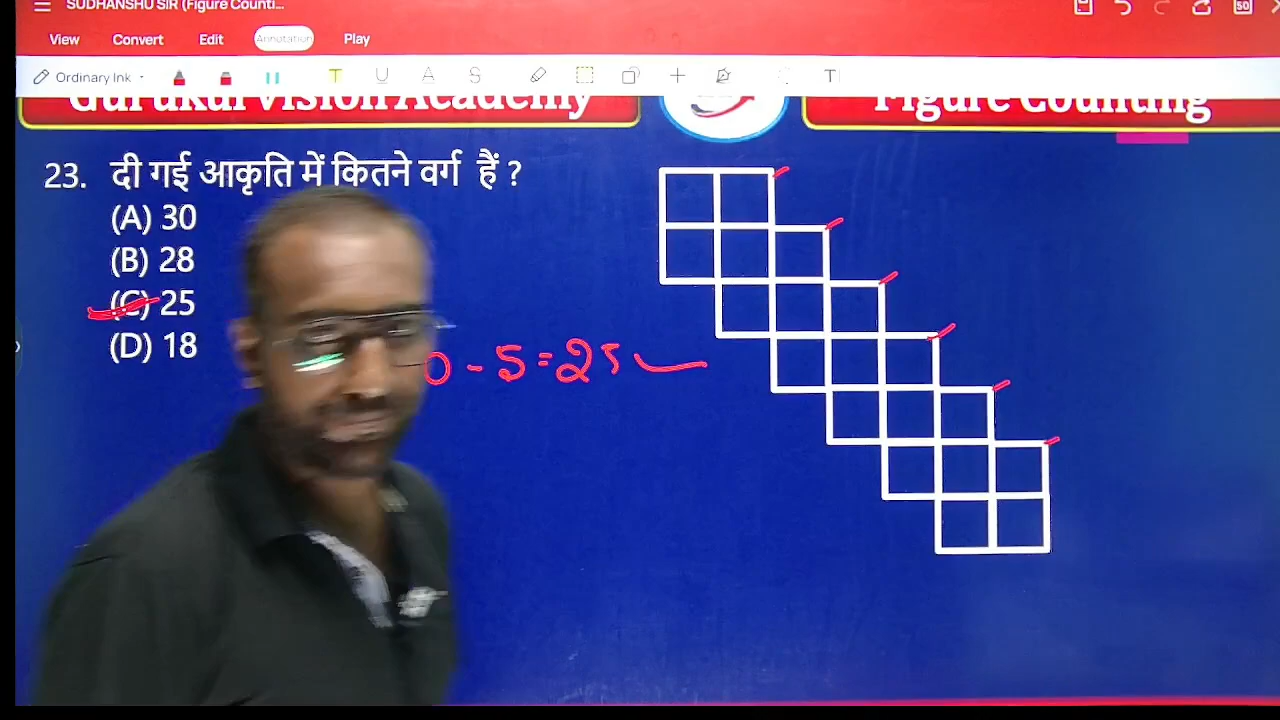 SUDHANSHU SIR (Figure Counti...
50
View Convert Edit Annotation Play
Ordinary Ink T U A S T
Gurukul Vision Academy Figure Counting
23. दी गई आकृति में कितने वर्ग हैं ?
(A) 30
(B) 28
(C) 25
(D) 18
0 - 5 = 25